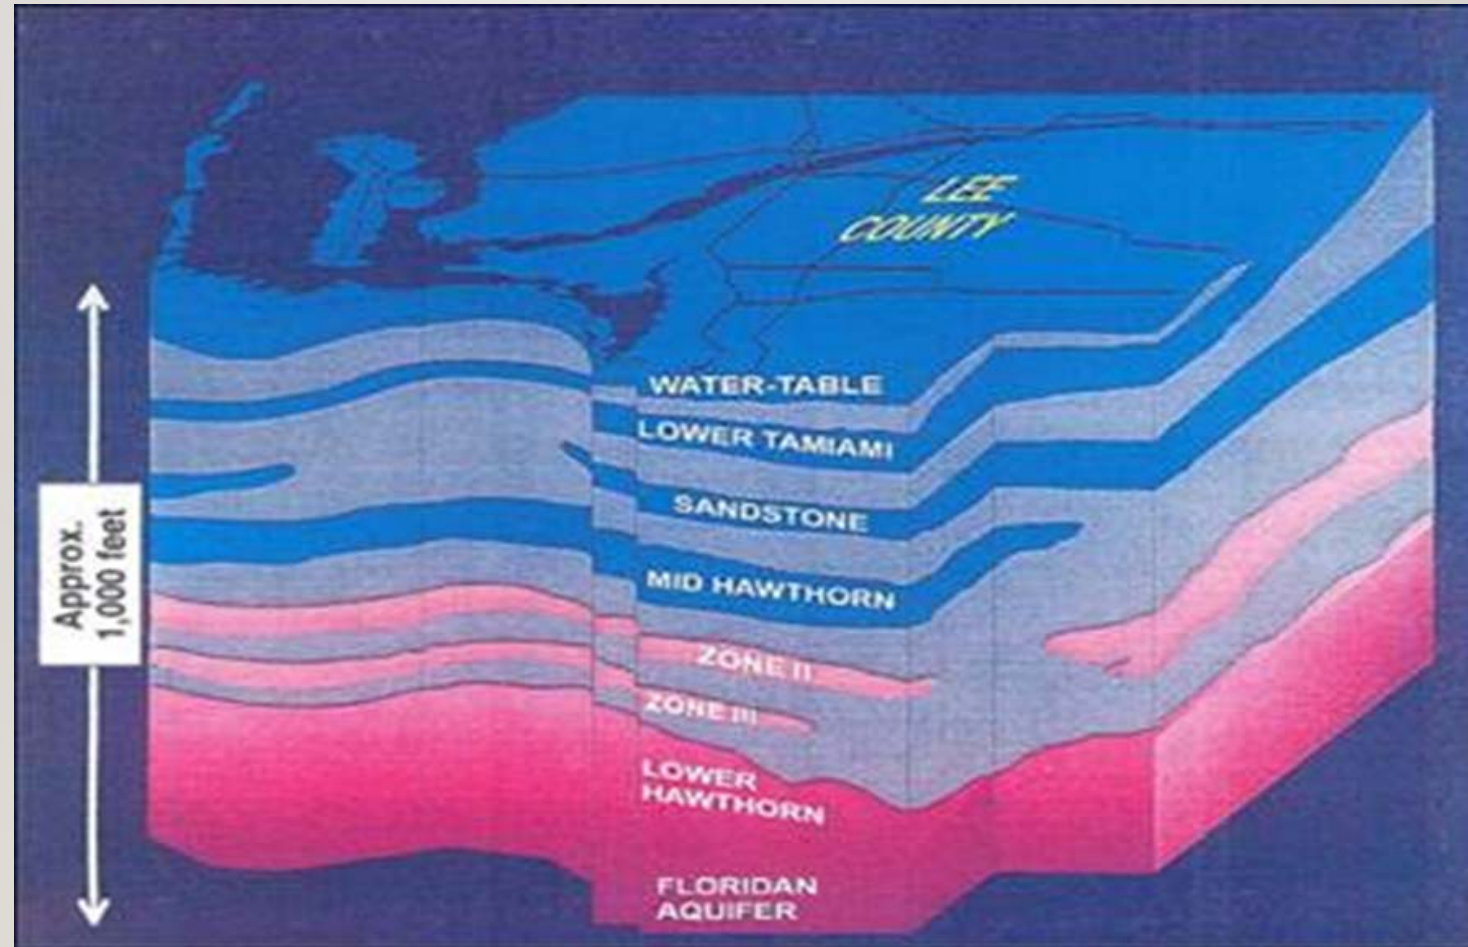 LEE
COUNTY
WATER-TABLE
LOWER TAMIAMI
SANDSTONE
MID HAWTHORN
ZONE II
ZONE III
LOWER
HAWTHORN
FLORIDAN
AQUIFER
Approx.
1,000 feet